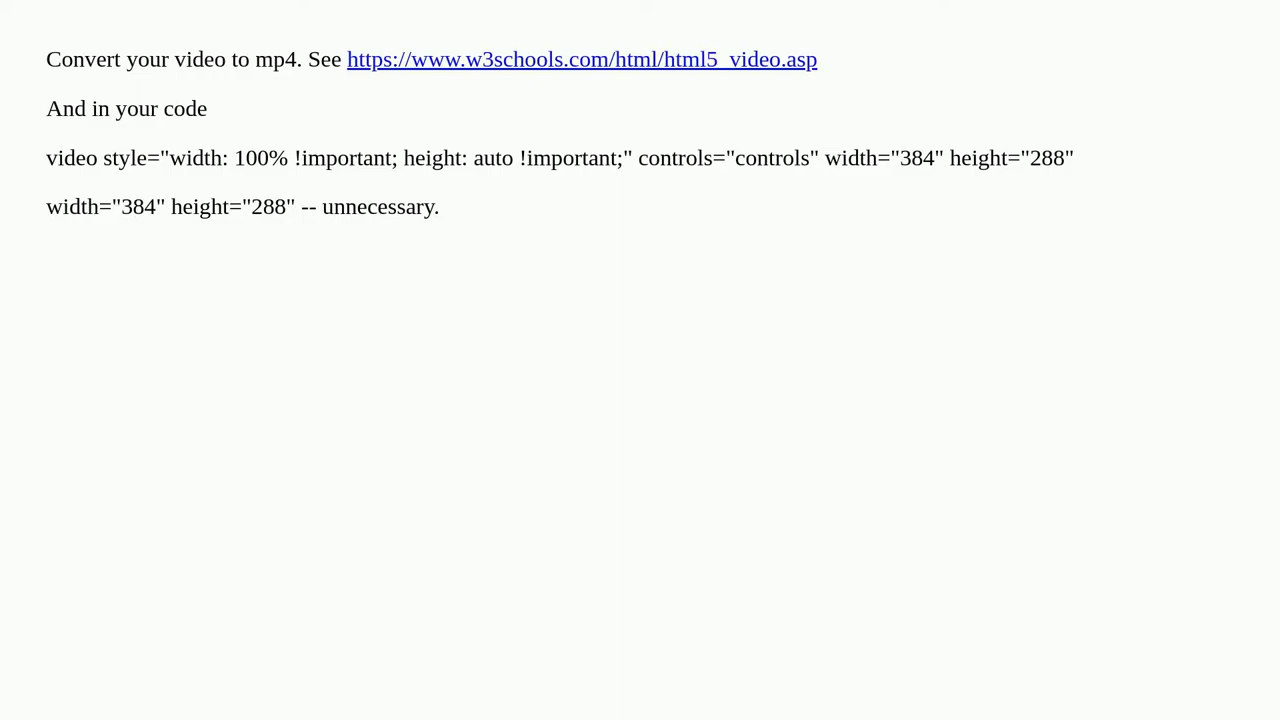 Convert your video to mp4. See https://www.w3schools.com/html/html5_video.asp
And in your code
video style="width: 100% !important; height: auto !important;" controls="controls" width="384" height="288"
width="384" height="288" -- unnecessary.